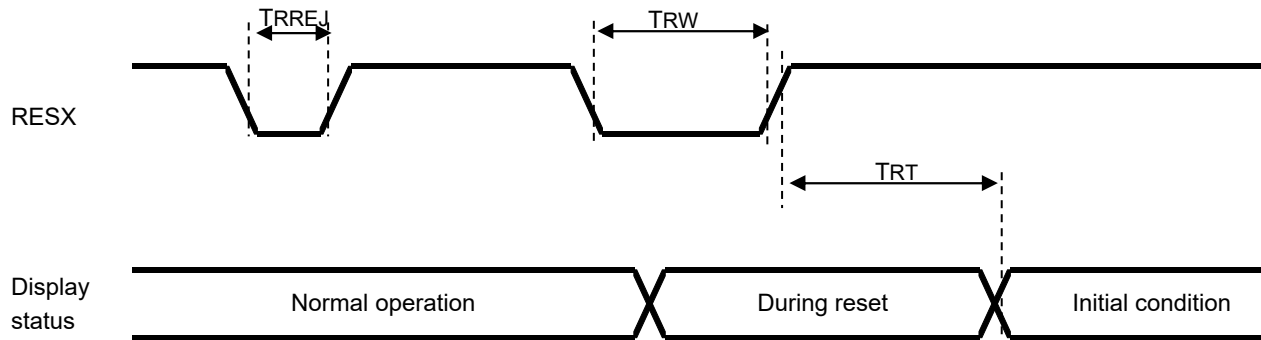 TRREJ
TRW
RESX
TRT
Display
status
Normal operation
During reset
Initial condition